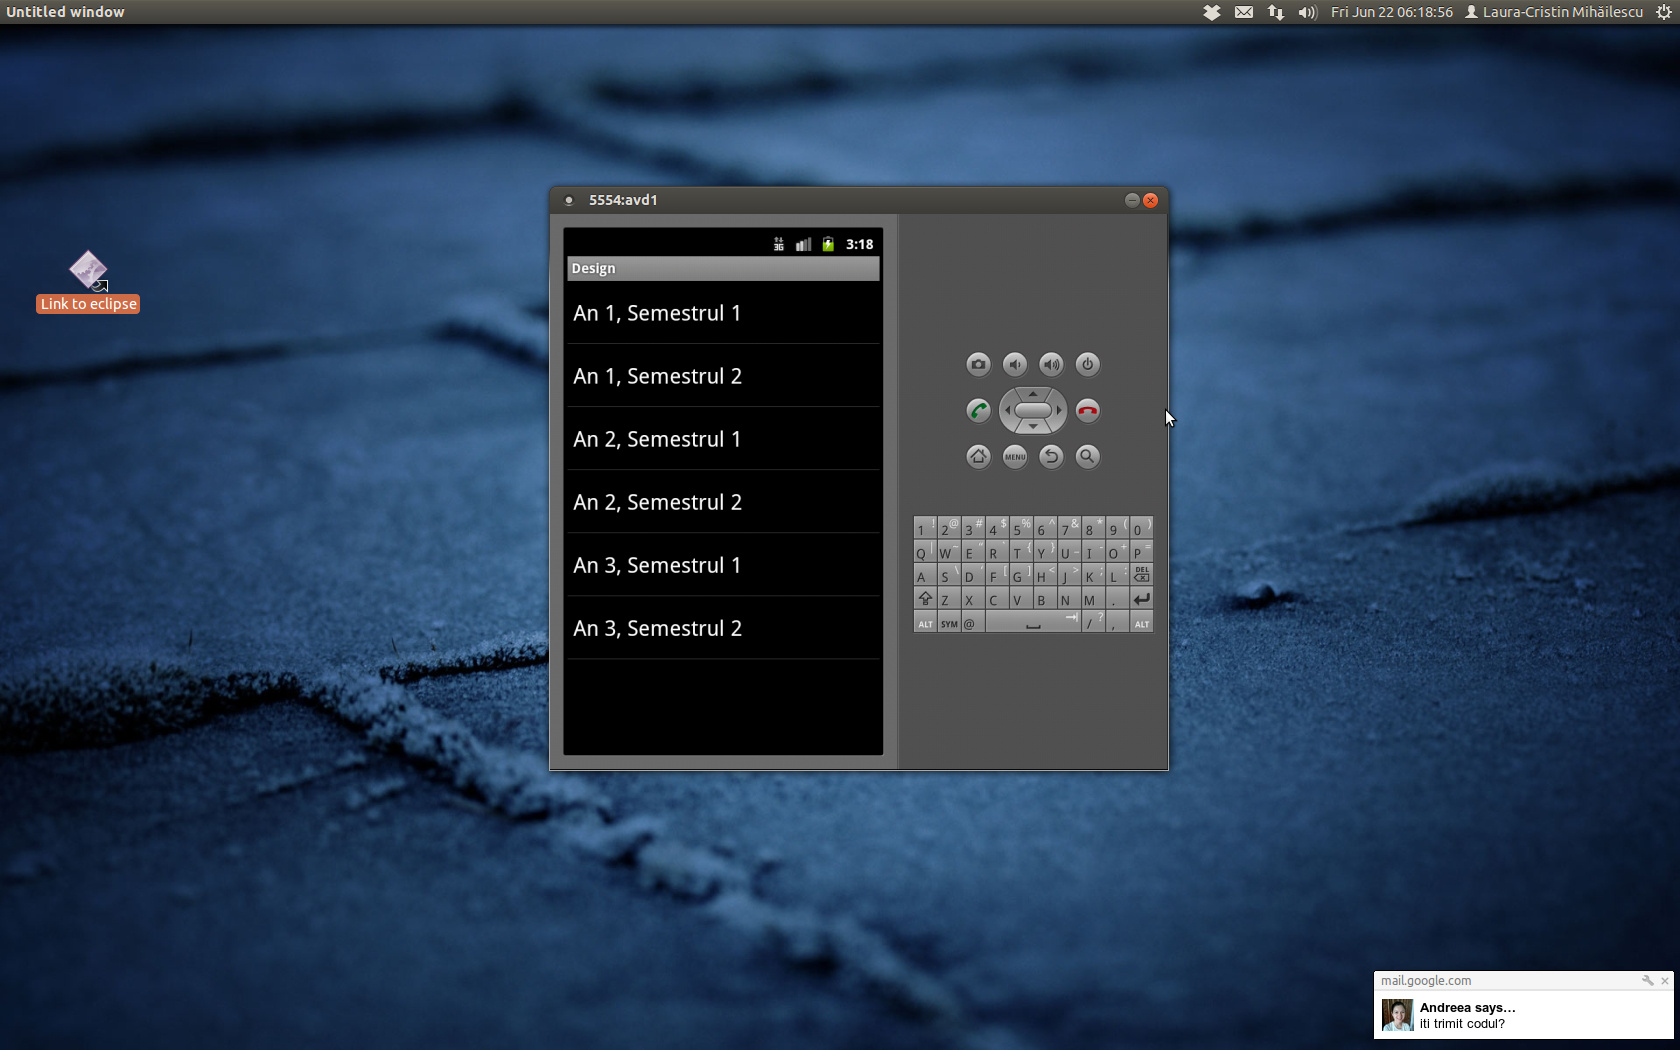 Untitled window
Fri Jun 22 06:18:56 Laura-Cristin Mihăilescu
Link to eclipse
5554:avd1
3G 3:18
Design
An 1, Semestrul 1
An 1, Semestrul 2
An 2, Semestrul 1
An 2, Semestrul 2
An 3, Semestrul 1
An 3, Semestrul 2
MENU
1 ! 2 @ 3 # 4 $ 5 % 6 ^ 7 & 8 * 9 ( 0 )
Q | W ~ E " R ` T { Y } U _ I - O + P =
A S \ D ' F [ G ] H < J > K ; L : DEL
Z X C V B N M .
ALT SYM @ / ? , ALT
mail.google.com
Andreea says...
iti trimit codul?